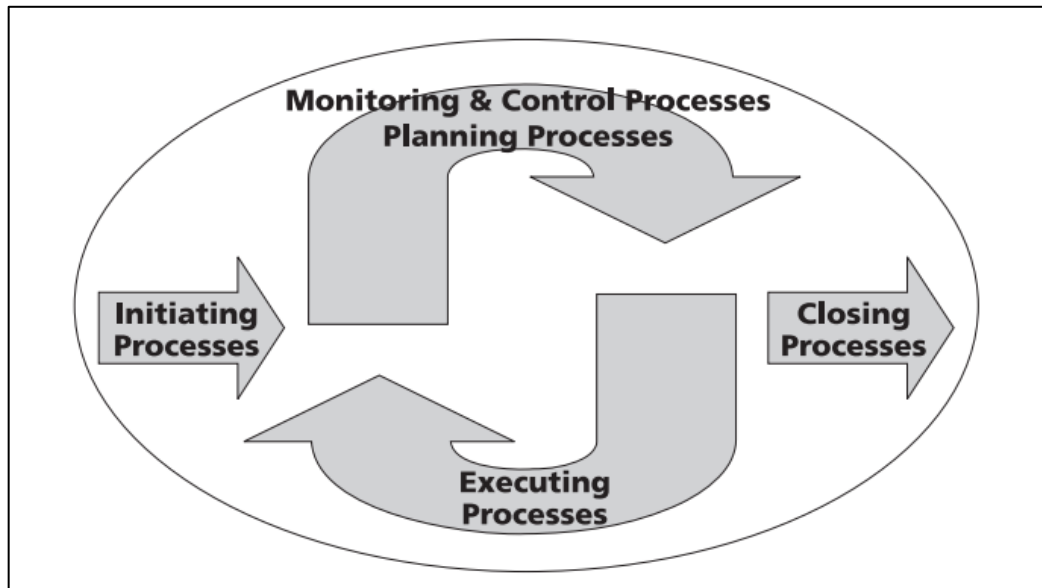 Monitoring & Control Processes
Planning Processes
Initiating
Processes
Closing
Processes
Executing
Processes